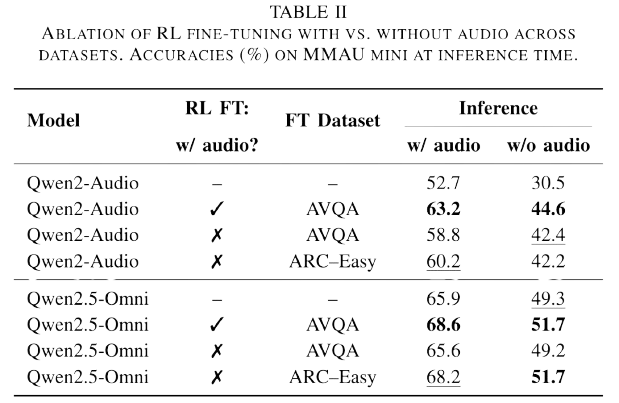 TABLE II
ABLATION OF RL FINE-TUNING WITH VS. WITHOUT AUDIO ACROSS
DATASETS. ACCURACIES (%) ON MMAU MINI AT INFERENCE TIME.
Model RL FT: w/ audio? FT Dataset Inference
w/ audio w/o audio
Qwen2-Audio – – 52.7 30.5
Qwen2-Audio ✓ AVQA 63.2 44.6
Qwen2-Audio ✗ AVQA 58.8 42.4
Qwen2-Audio ✗ ARC–Easy 60.2 42.2
Qwen2.5-Omni – – 65.9 49.3
Qwen2.5-Omni ✓ AVQA 68.6 51.7
Qwen2.5-Omni ✗ AVQA 65.6 49.2
Qwen2.5-Omni ✗ ARC–Easy 68.2 51.7